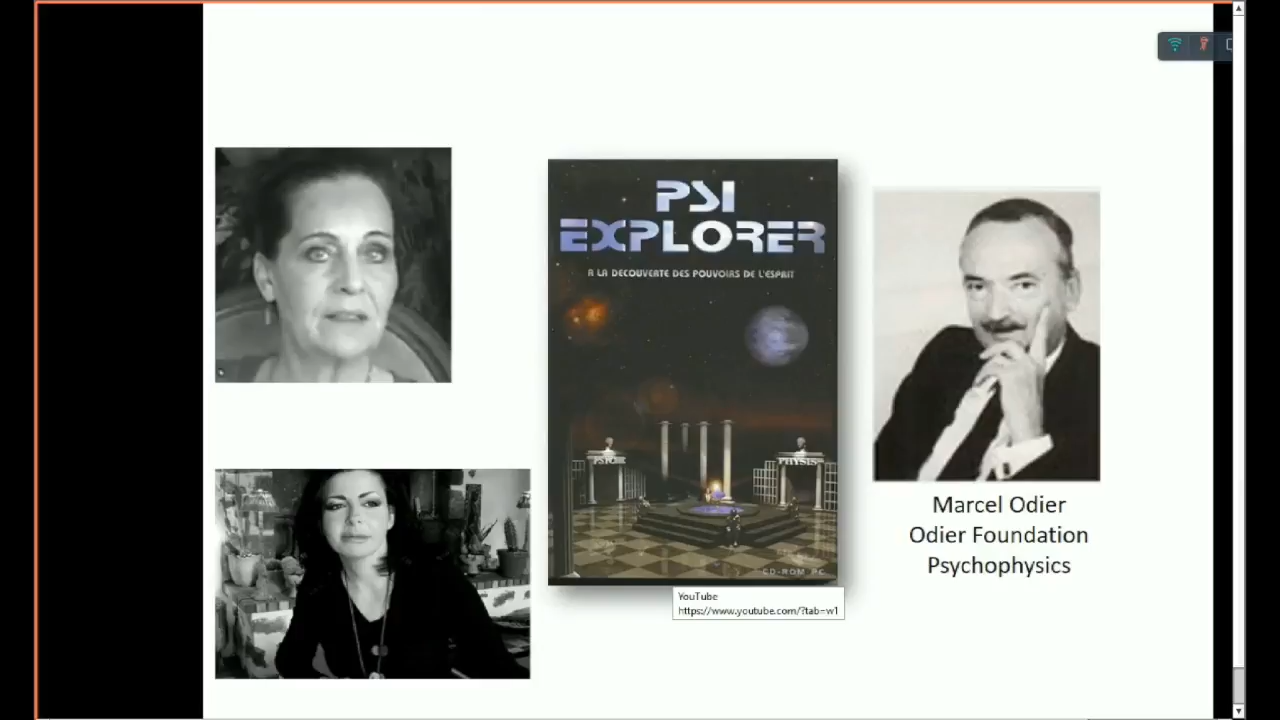 PSI
EXPLORER
A LA DECOUVERTE DES POUVOIRS DE L'ESPRIT
PHYSIS
CD-ROM PC
YouTube
https://www.youtube.com/?tab=w1
Marcel Odier
Odier Foundation
Psychophysics